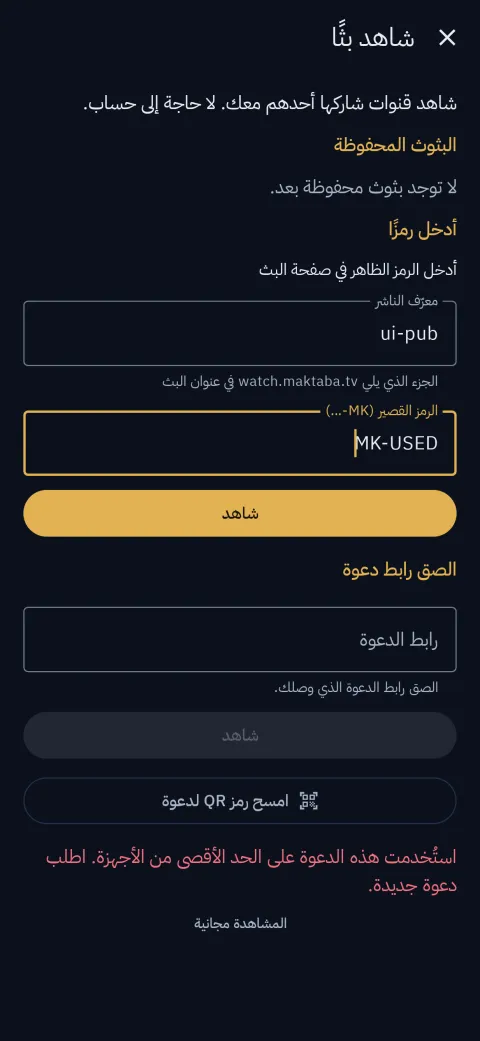 شاهد بثًا
شاهد قنوات شاركها أحدهم معك. لا حاجة إلى حساب.
البثوث المحفوظة
لا توجد بثوث محفوظة بعد.
أدخل رمزًا
أدخل الرمز الظاهر في صفحة البث
معرّف الناشر
ui-pub
الجزء الذي يلي watch.maktaba.tv في عنوان البث
الرمز القصير (MK-...)
MK-USED
شاهد
الصق رابط دعوة
رابط الدعوة
الصق رابط الدعوة الذي وصلك.
شاهد
امسح رمز QR لدعوة
استُخدمت هذه الدعوة على الحد الأقصى من الأجهزة. اطلب
دعوة جديدة.
المشاهدة مجانية